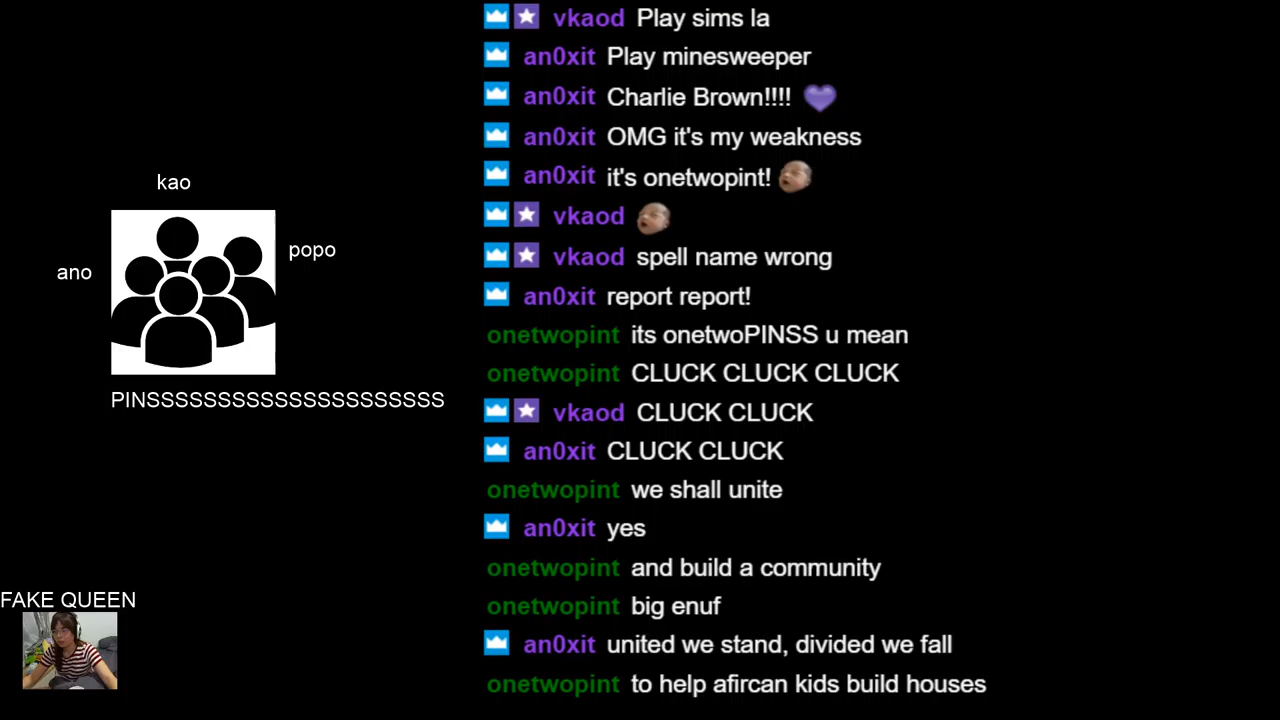 kao
ano
popo
PINSSSSSSSSSSSSSSSSSSSSS
FAKE QUEEN
vkaod Play sims la
an0xit Play minesweeper
an0xit Charlie Brown!!!!
an0xit OMG it's my weakness
an0xit it's onetwopint!
vkaod
vkaod spell name wrong
an0xit report report!
onetwopint its onetwoPINSS u mean
onetwopint CLUCK CLUCK CLUCK
vkaod CLUCK CLUCK
an0xit CLUCK CLUCK
onetwopint we shall unite
an0xit yes
onetwopint and build a community
onetwopint big enuf
an0xit united we stand, divided we fall
onetwopint to help afircan kids build houses